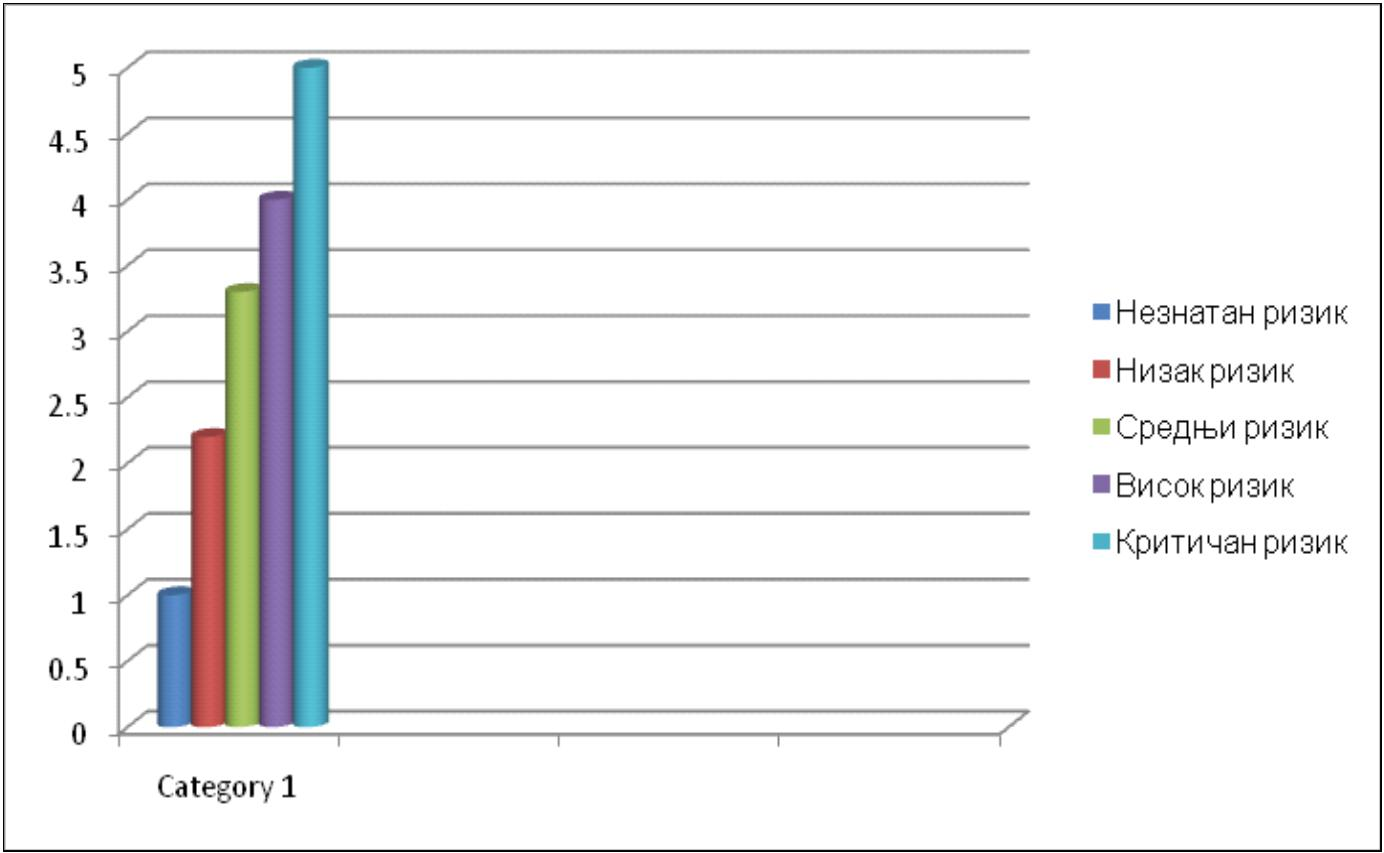 5
4.5
4
3.5
3
2.5
2
1.5
1
0.5
0
Category 1
Незнатан ризик
Низак ризик
Средњи ризик
Висок ризик
Критичан ризик